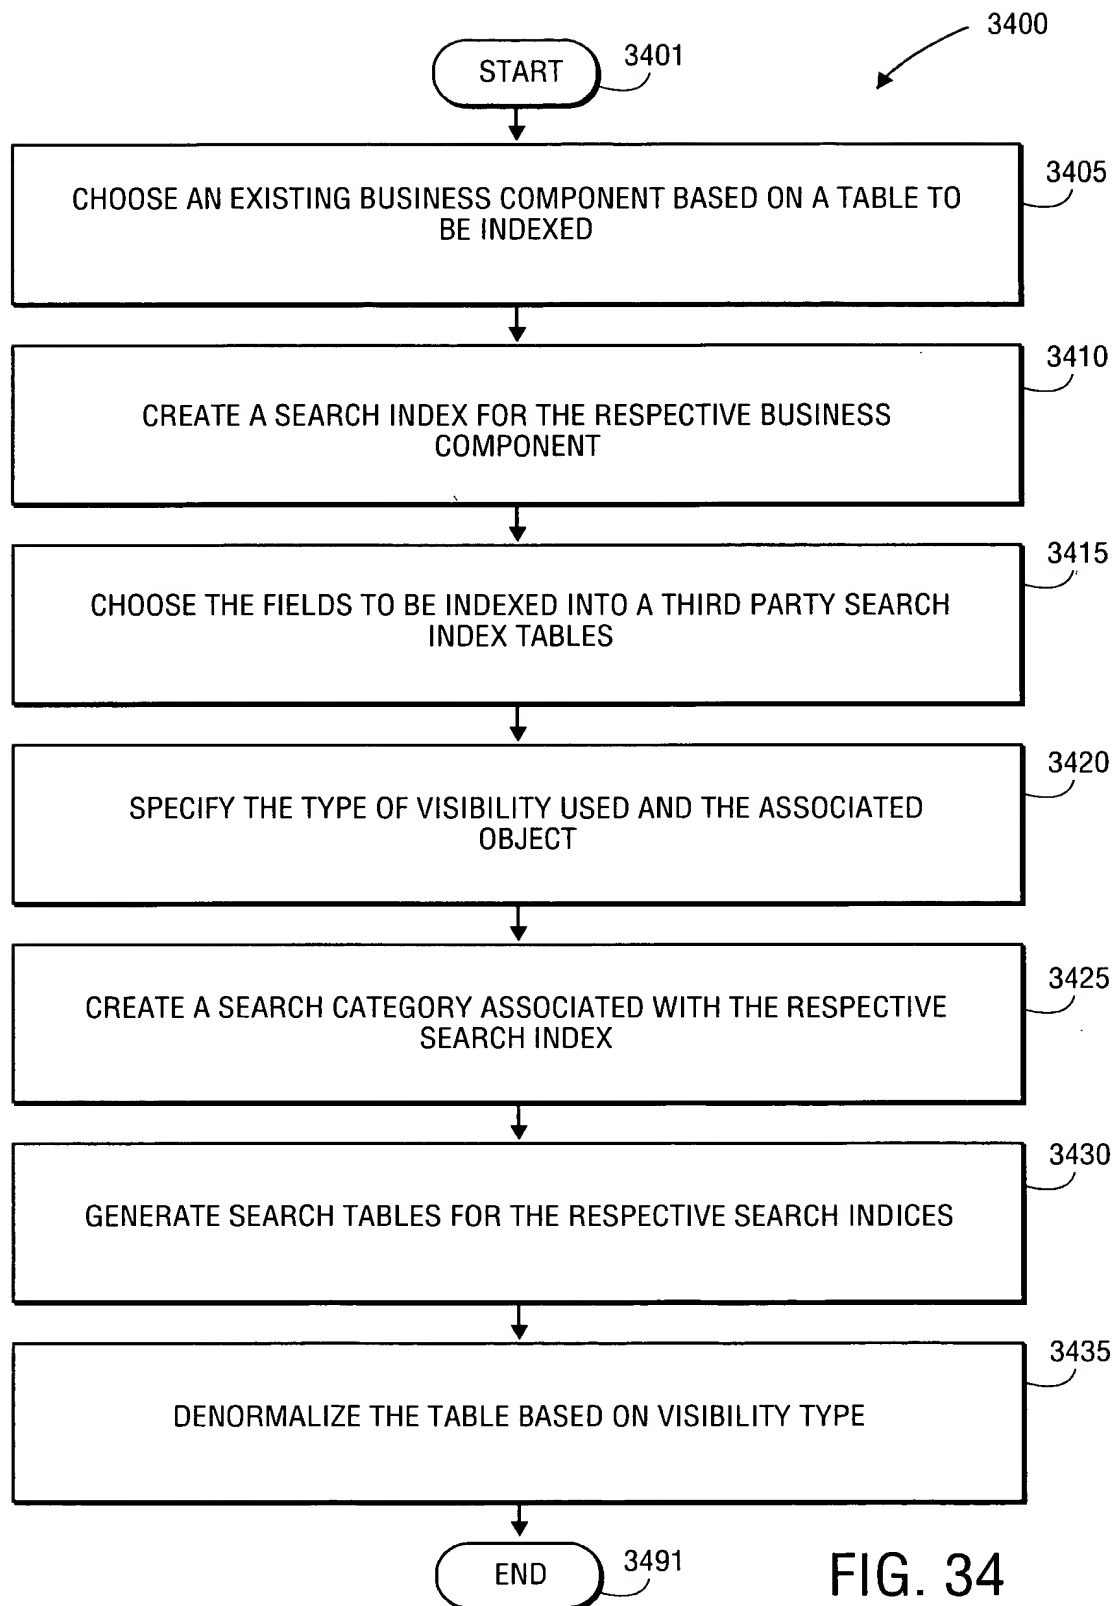 3400
START
3401
CHOOSE AN EXISTING BUSINESS COMPONENT BASED ON A TABLE TO
BE INDEXED
3405
CREATE A SEARCH INDEX FOR THE RESPECTIVE BUSINESS
COMPONENT
3410
CHOOSE THE FIELDS TO BE INDEXED INTO A THIRD PARTY SEARCH
INDEX TABLES
3415
SPECIFY THE TYPE OF VISIBILITY USED AND THE ASSOCIATED
OBJECT
3420
CREATE A SEARCH CATEGORY ASSOCIATED WITH THE RESPECTIVE
SEARCH INDEX
3425
GENERATE SEARCH TABLES FOR THE RESPECTIVE SEARCH INDICES
3430
DENORMALIZE THE TABLE BASED ON VISIBILITY TYPE
3435
END
3491
FIG. 34